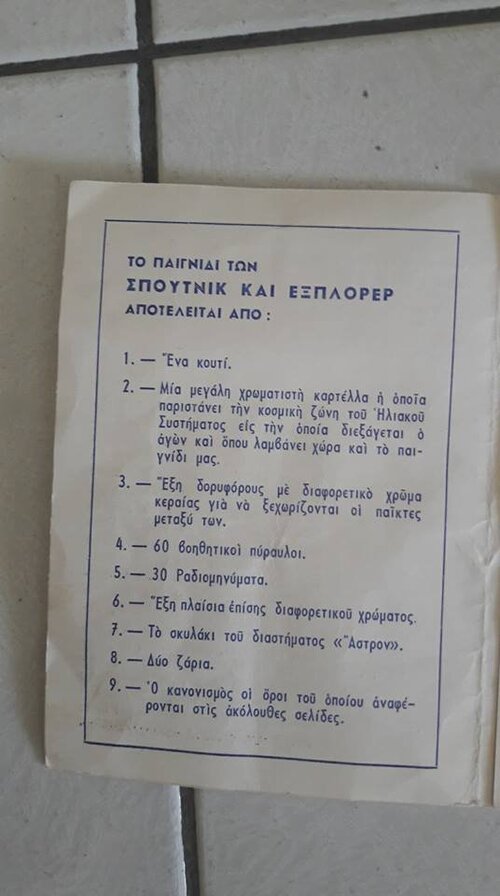 ΤΟ ΠΑΙΓΝΙΔΙ ΤΩΝ
ΣΠΟΥΤΝΙΚ ΚΑΙ ΕΞΠΛΟΡΕΡ
ΑΠΟΤΕΛΕΙΤΑΙ ΑΠΟ :
1. — Ἕνα κουτί.
2. — Μία μεγάλη χρωματιστὴ καρτέλλα ἡ ὁποῖα
παριστάνει τὴν κοσμικὴ ζώνη τοῦ Ἡλιακοῦ
Συστήματος εἰς τὴν ὁποία διεξάγεται ὁ
ἀγὼν καὶ ὅπου λαμβάνει χώρα καὶ τὸ παι-
γνίδι μας.
3. — Ἕξη δορυφόρους μὲ διαφορετικὸ χρῶμα
κεραίας γιὰ νὰ ξεχωρίζονται οἱ παῖκτες
μεταξύ των.
4. — 60 βοηθητικοὶ πύραυλοι.
5. — 30 Ραδιομηνύματα.
6. — Ἕξη πλαίσια ἐπίσης διαφορετικοῦ χρώματος.
7. — Τὸ σκυλάκι τοῦ διαστήματος «Ἄστρον».
8. — Δύο ζάρια.
9. — Ὁ κανονισμὸς οἱ ὅροι τοῦ ὁποίου ἀναφέ-
ρονται στὶς ἀκόλουθες σελίδες.